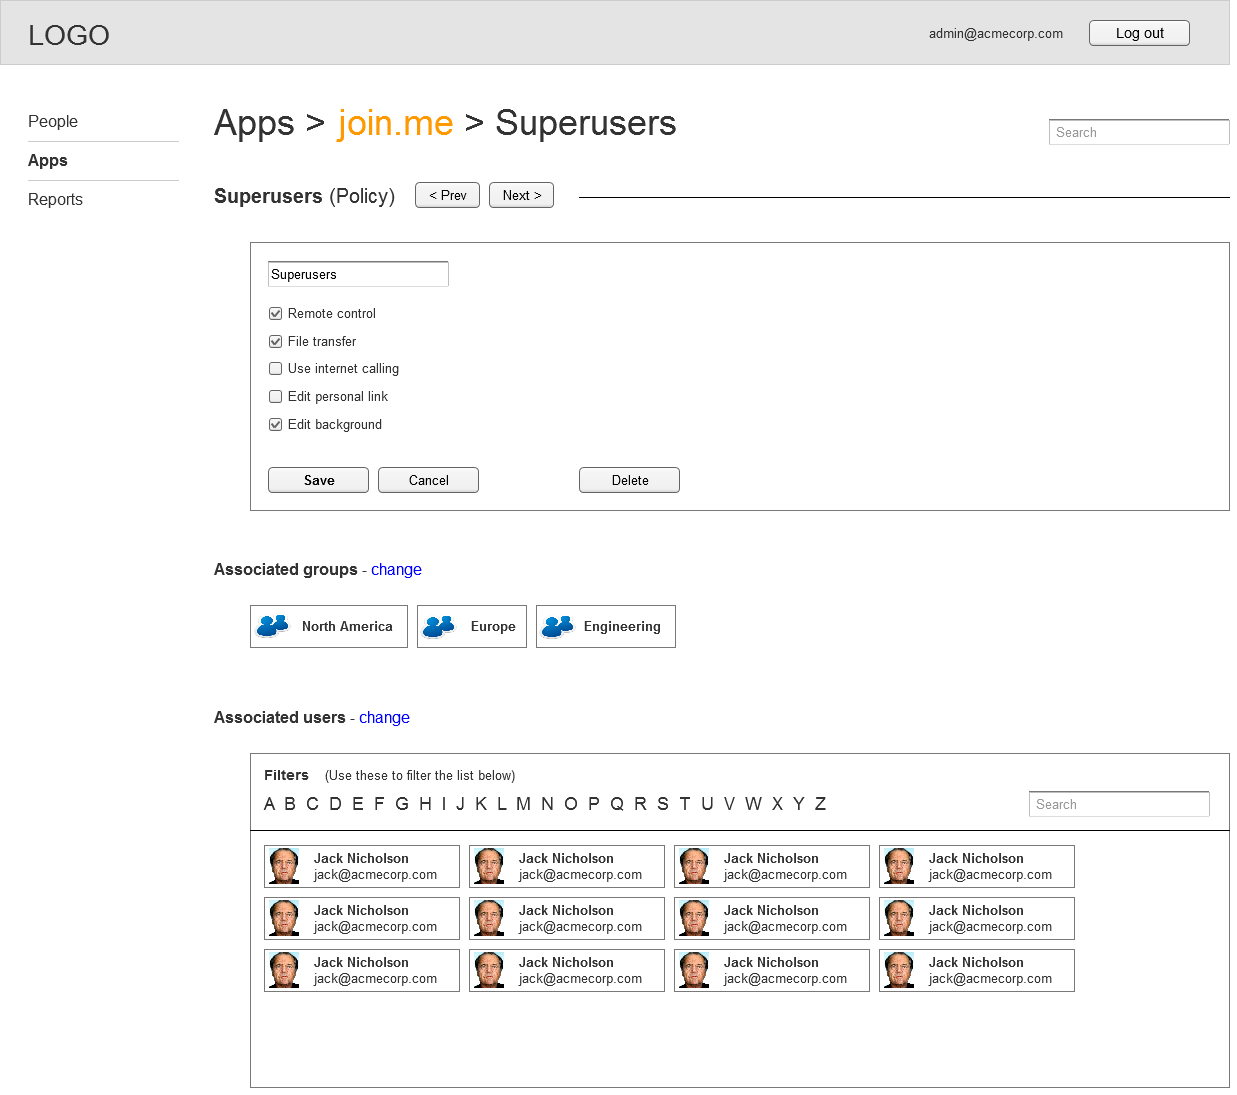 LOGO
admin@acmecorp.com
Log out
People
Apps
Reports
Apps > join.me > Superusers
Search
Superusers (Policy)
< Prev
Next >
Superusers
Remote control
File transfer
Use internet calling
Edit personal link
Edit background
Save
Cancel
Delete
Associated groups - change
North America
Europe
Engineering
Associated users - change
Filters (Use these to filter the list below)
A B C D E F G H I J K L M N O P Q R S T U V W X Y Z
Search
Jack Nicholson
jack@acmecorp.com
Jack Nicholson
jack@acmecorp.com
Jack Nicholson
jack@acmecorp.com
Jack Nicholson
jack@acmecorp.com
Jack Nicholson
jack@acmecorp.com
Jack Nicholson
jack@acmecorp.com
Jack Nicholson
jack@acmecorp.com
Jack Nicholson
jack@acmecorp.com
Jack Nicholson
jack@acmecorp.com
Jack Nicholson
jack@acmecorp.com
Jack Nicholson
jack@acmecorp.com
Jack Nicholson
jack@acmecorp.com